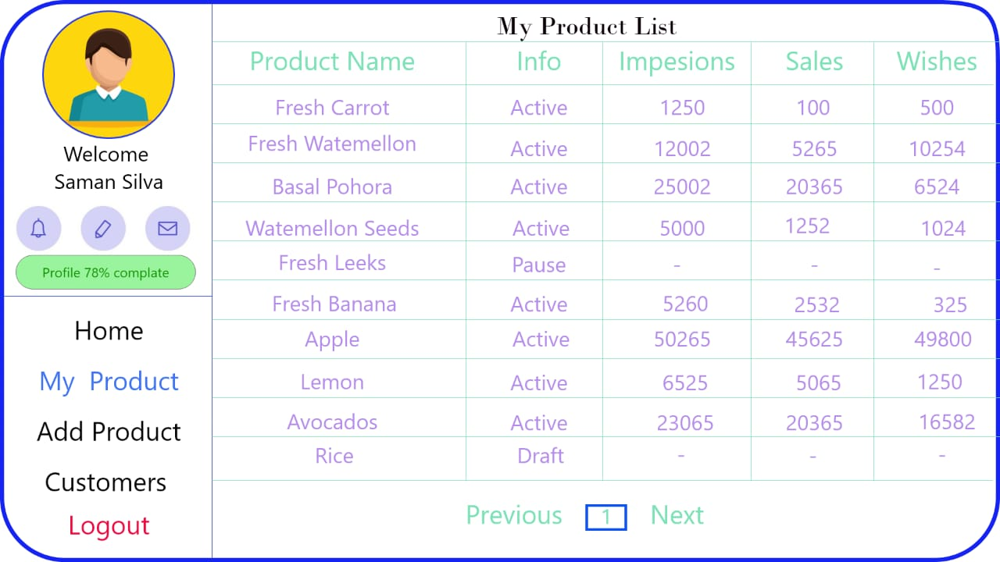 Welcome
Saman Silva
Profile 78% complate
Home
My Product
Add Product
Customers
Logout
My Product List
Product Name Info Impesions Sales Wishes
Fresh Carrot Active 1250 100 500
Fresh Watemellon Active 12002 5265 10254
Basal Pohora Active 25002 20365 6524
Watemellon Seeds Active 5000 1252 1024
Fresh Leeks Pause - - -
Fresh Banana Active 5260 2532 325
Apple Active 50265 45625 49800
Lemon Active 6525 5065 1250
Avocados Active 23065 20365 16582
Rice Draft - - -
Previous 1 Next